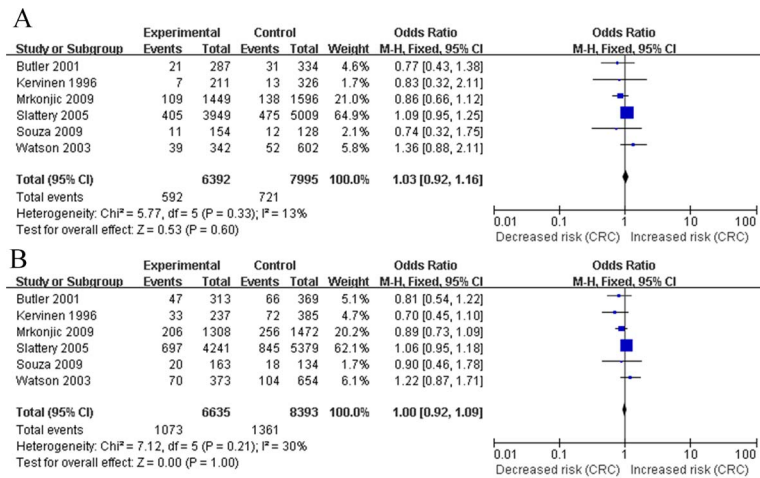 A
Experimental Control Odds Ratio Odds Ratio
Study or Subgroup Events Total Events Total Weight M-H, Fixed, 95% CI M-H, Fixed, 95% CI
Butler 2001 21 287 31 334 4.6% 0.77 [0.43, 1.38]
Kervinen 1996 7 211 13 326 4.1% 0.83 [0.32, 2.11]
Mrkonjic 2009 109 1449 138 1596 21.0% 0.86 [0.66, 1.12]
Slattery 2005 405 3949 475 5009 64.9% 1.09 [0.95, 1.25]
Souza 2009 11 154 12 128 2.1% 0.74 [0.32, 1.75]
Watson 2003 39 342 52 602 5.8% 1.36 [0.88, 2.11]
Total (95% CI) 6392 7995 100.0% 1.03 [0.92, 1.16]
Total events 592 721
Heterogeneity: Chi² = 5.77, df = 5 (P = 0.33); I² = 13%
Test for overall effect: Z = 0.53 (P = 0.60)
0.01 0.1 1 10 100
Decreased risk (CRC) Increased risk (CRC)
B
Experimental Control Odds Ratio Odds Ratio
Study or Subgroup Events Total Events Total Weight M-H, Fixed, 95% CI M-H, Fixed, 95% CI
Butler 2001 47 313 66 369 5.1% 0.81 [0.54, 1.22]
Kervinen 1996 33 237 72 385 4.7% 0.70 [0.45, 1.10]
Mrkonjic 2009 206 1308 256 1472 20.2% 0.89 [0.73, 1.09]
Slattery 2005 697 4241 845 5379 62.1% 1.06 [0.95, 1.18]
Souza 2009 20 163 18 134 1.7% 0.90 [0.46, 1.78]
Watson 2003 70 373 104 654 6.1% 1.22 [0.87, 1.71]
Total (95% CI) 6635 8393 100.0% 1.00 [0.92, 1.09]
Total events 1073 1361
Heterogeneity: Chi² = 7.12, df = 5 (P = 0.21); I² = 30%
Test for overall effect: Z = 0.00 (P = 1.00)
0.01 0.1 1 10 100
Decreased risk (CRC) Increased risk (CRC)